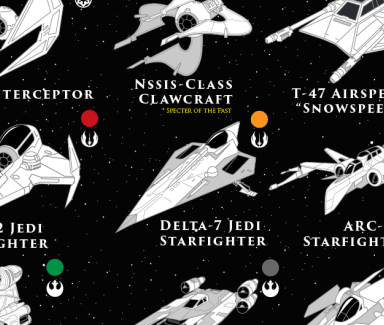 NTERCEPTOR
NSSIS-CLASS
CLAWCRAFT
* SPECTER OF THE PAST
T-47 AIRSPE
"SNOWSPEE
2 JEDI
GHTER
DELTA-7 JEDI
STARFIGHTER
ARC-
STARFIGHT